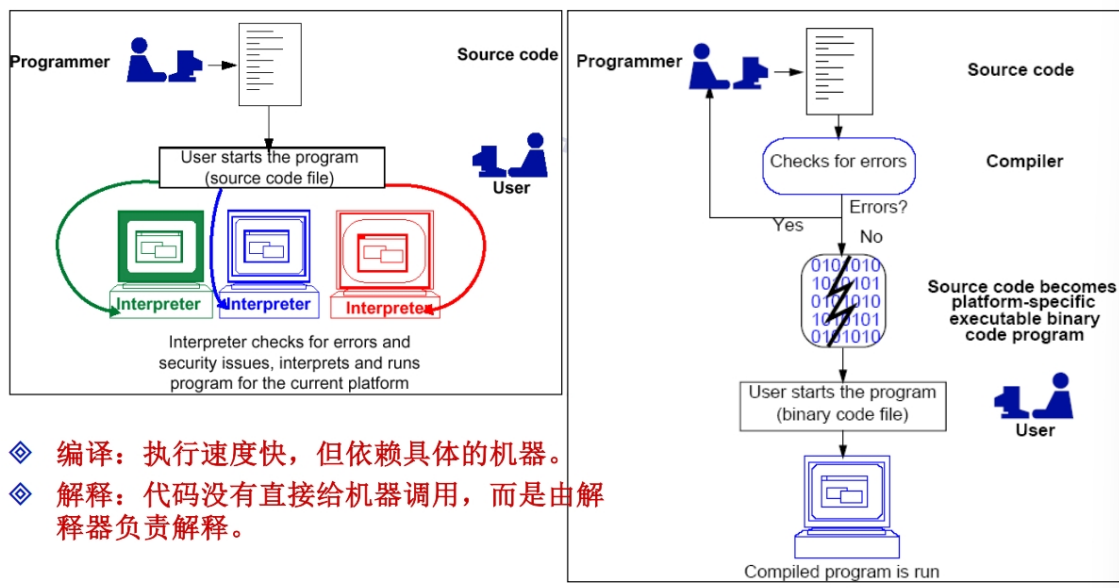 Programmer
Source code
User starts the program
(source code file)
User
Interpreter
Interpreter
Interprete
Interpreter checks for errors and
security issues, interprets and runs
program for the current platform
编译：执行速度快，但依赖具体的机器。
解释：代码没有直接给机器调用，而是由解
释器负责解释。
Programmer
Source code
Checks for errors
Compiler
Errors?
Yes
No
0101010
1010101
0101010
1010101
0101010
Source code becomes
platform-specific
executable binary
code program
User starts the program
(binary code file)
User
Compiled program is run